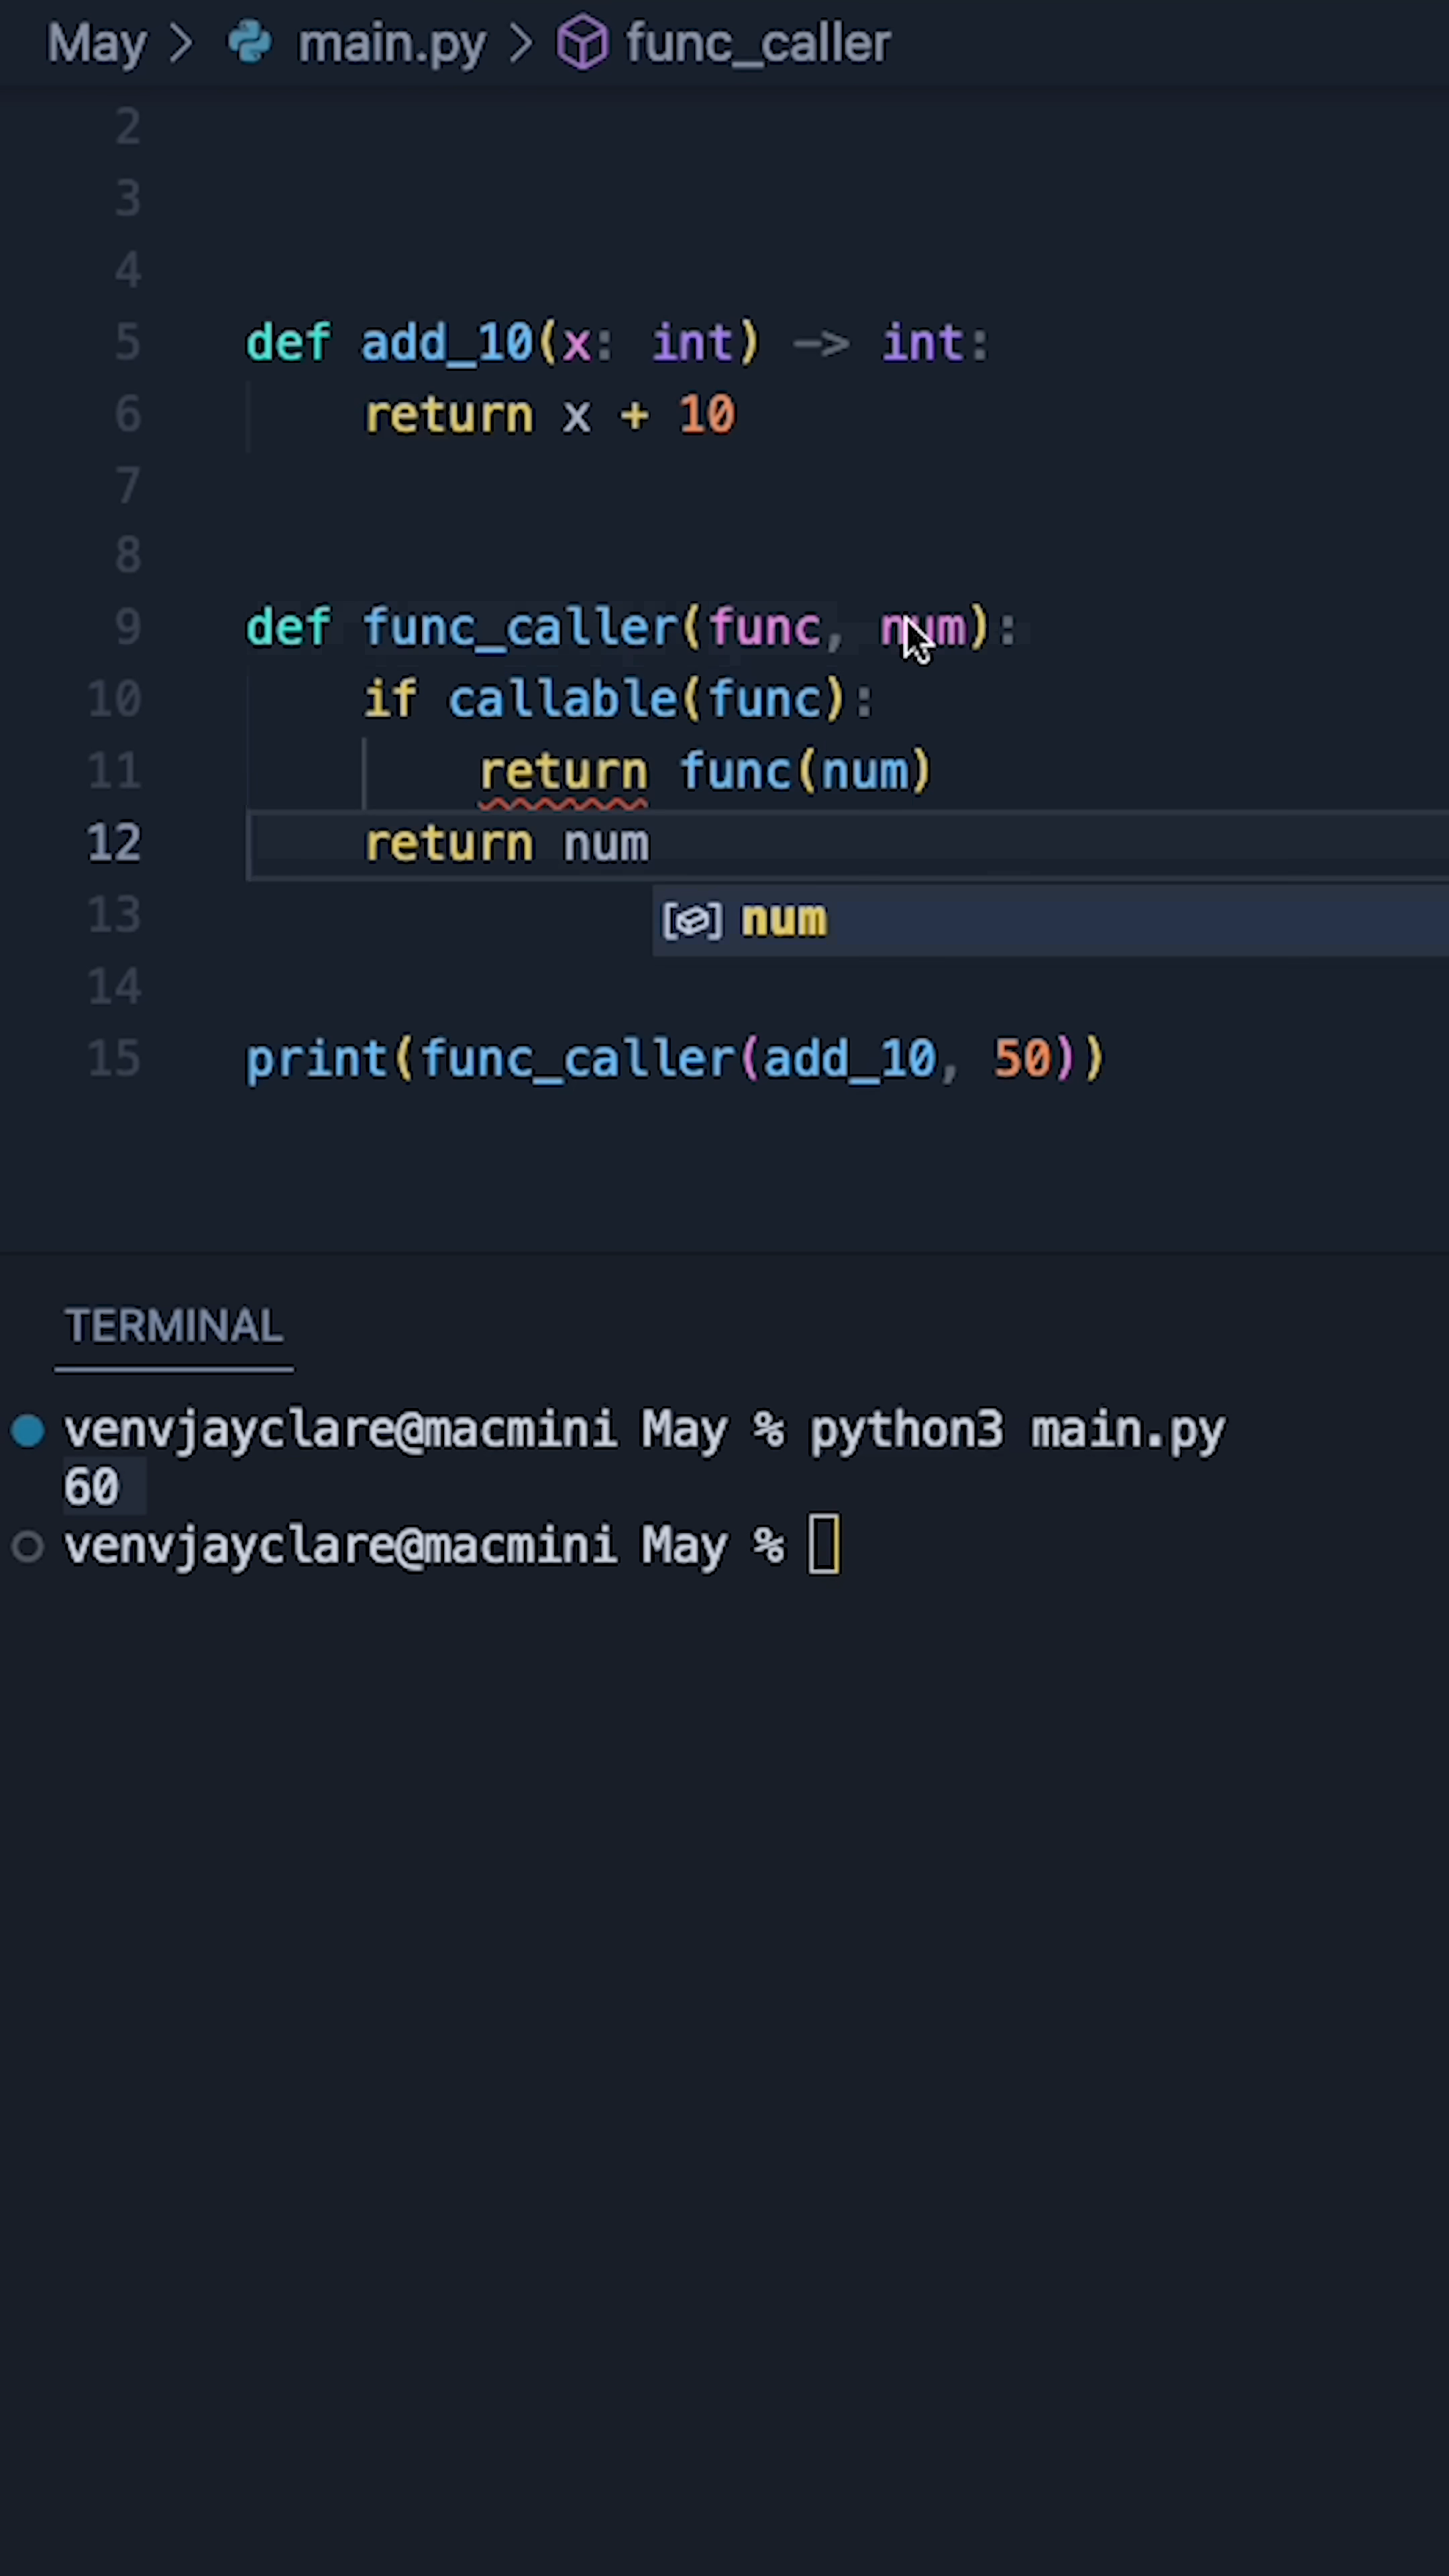 May > main.py > func_caller
2
3
4
5 def add_10(x: int) -> int:
6 return x + 10
7
8
9 def func_caller(func, num):
10 if callable(func):
11 return func(num)
12 return num
13 num
14
15 print(func_caller(add_10, 50))
TERMINAL
venvjayclare@macmini May % python3 main.py
60
venvjayclare@macmini May %